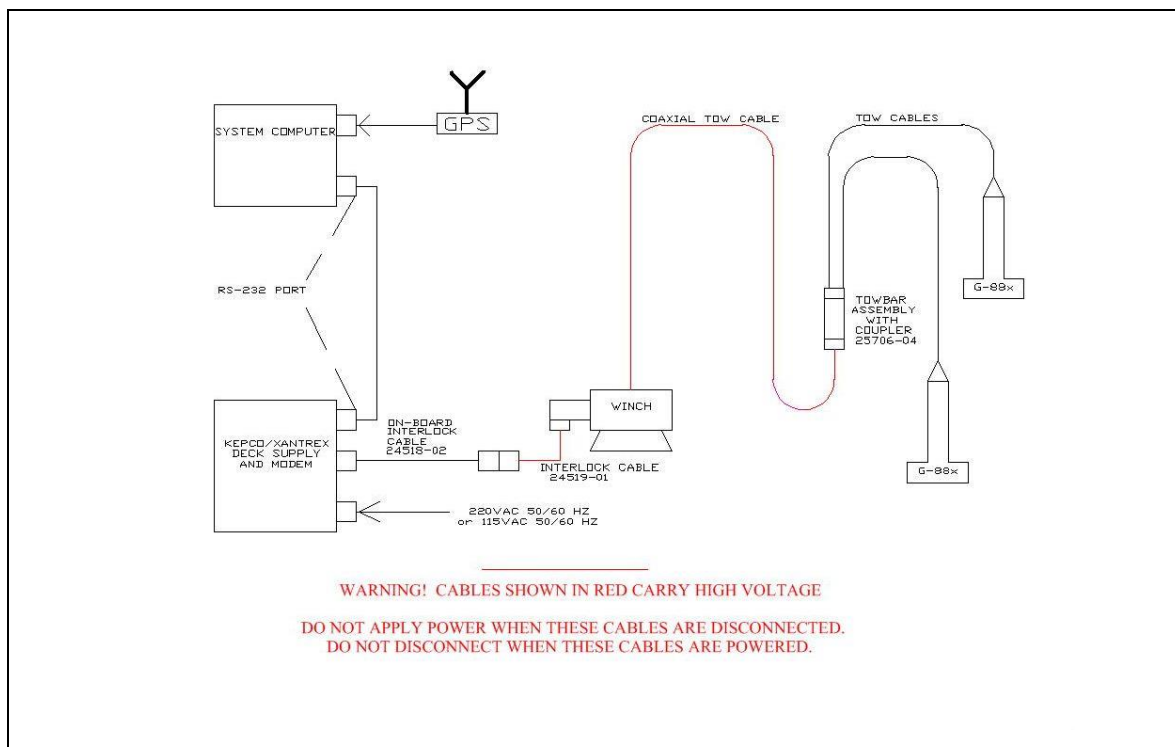 SYSTEM COMPUTER
GPS
COAXIAL TOW CABLE
TOW CABLES
RS-232 PORT
G-88x
TOWBAR
ASSEMBLY
WITH
COUPLER
25706-04
WINCH
KEPCO/XANTREX
DECK SUPPLY
AND MODEM
ON-BOARD
INTERLOCK
CABLE
24518-02
INTERLOCK CABLE
24519-01
G-88x
220VAC 50/60 HZ
or 115VAC 50/60 HZ
WARNING! CABLES SHOWN IN RED CARRY HIGH VOLTAGE
DO NOT APPLY POWER WHEN THESE CABLES ARE DISCONNECTED.
DO NOT DISCONNECT WHEN THESE CABLES ARE POWERED.